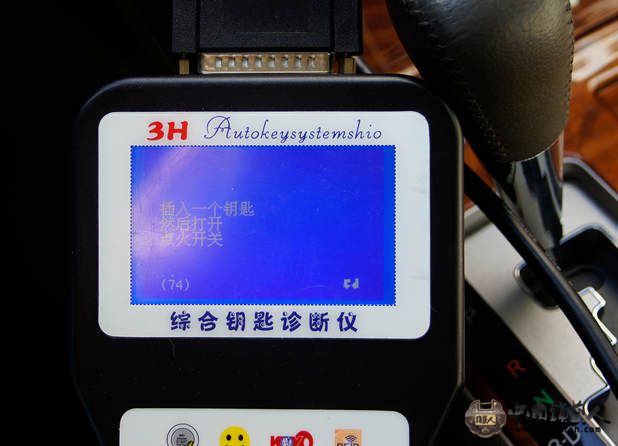 3H Autokeysystemshio
插入一个钥匙
然后打开
点火开关
(74)
综合钥匙诊断仪
R
N